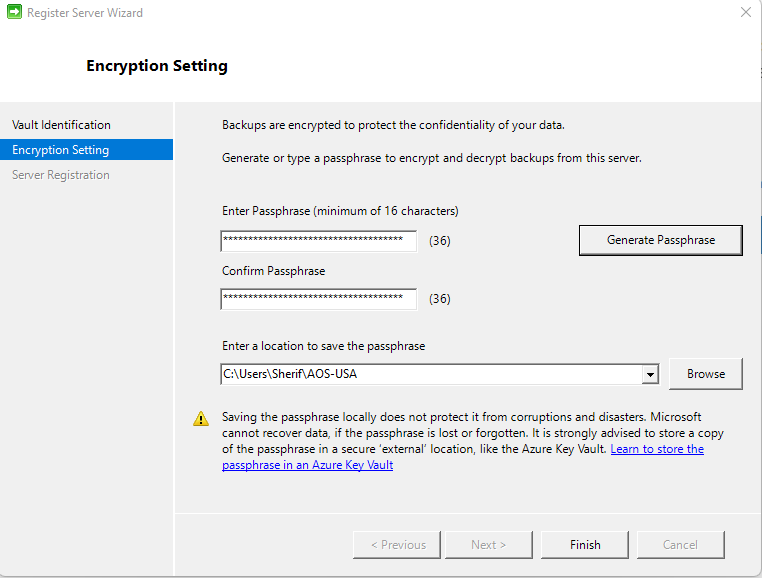 Register Server Wizard
Encryption Setting
Vault Identification
Encryption Setting
Server Registration
Backups are encrypted to protect the confidentiality of your data.
Generate or type a passphrase to encrypt and decrypt backups from this server.
Enter Passphrase (minimum of 16 characters)
************************************ (36)
Generate Passphrase
Confirm Passphrase
************************************ (36)
Enter a location to save the passphrase
C:\Users\Sherif\AOS-USA
Browse
Saving the passphrase locally does not protect it from corruptions and disasters. Microsoft
cannot recover data, if the passphrase is lost or forgotten. It is strongly advised to store a copy
of the passphrase in a secure 'external' location, like the Azure Key Vault. Learn to store the
passphrase in an Azure Key Vault
< Previous
Next >
Finish
Cancel